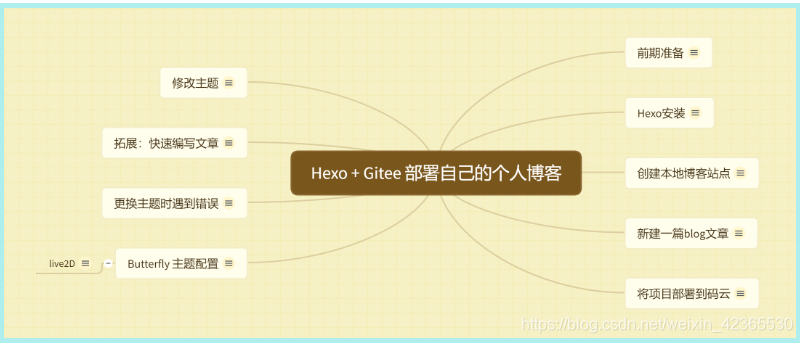 Hexo + Gitee 部署自己的个人博客
前期准备
Hexo安装
创建本地博客站点
新建一篇blog文章
将项目部署到码云
修改主题
拓展：快速编写文章
更换主题时遇到错误
Butterfly 主题配置
live2D
https://blog.csdn.net/weixin_42365530